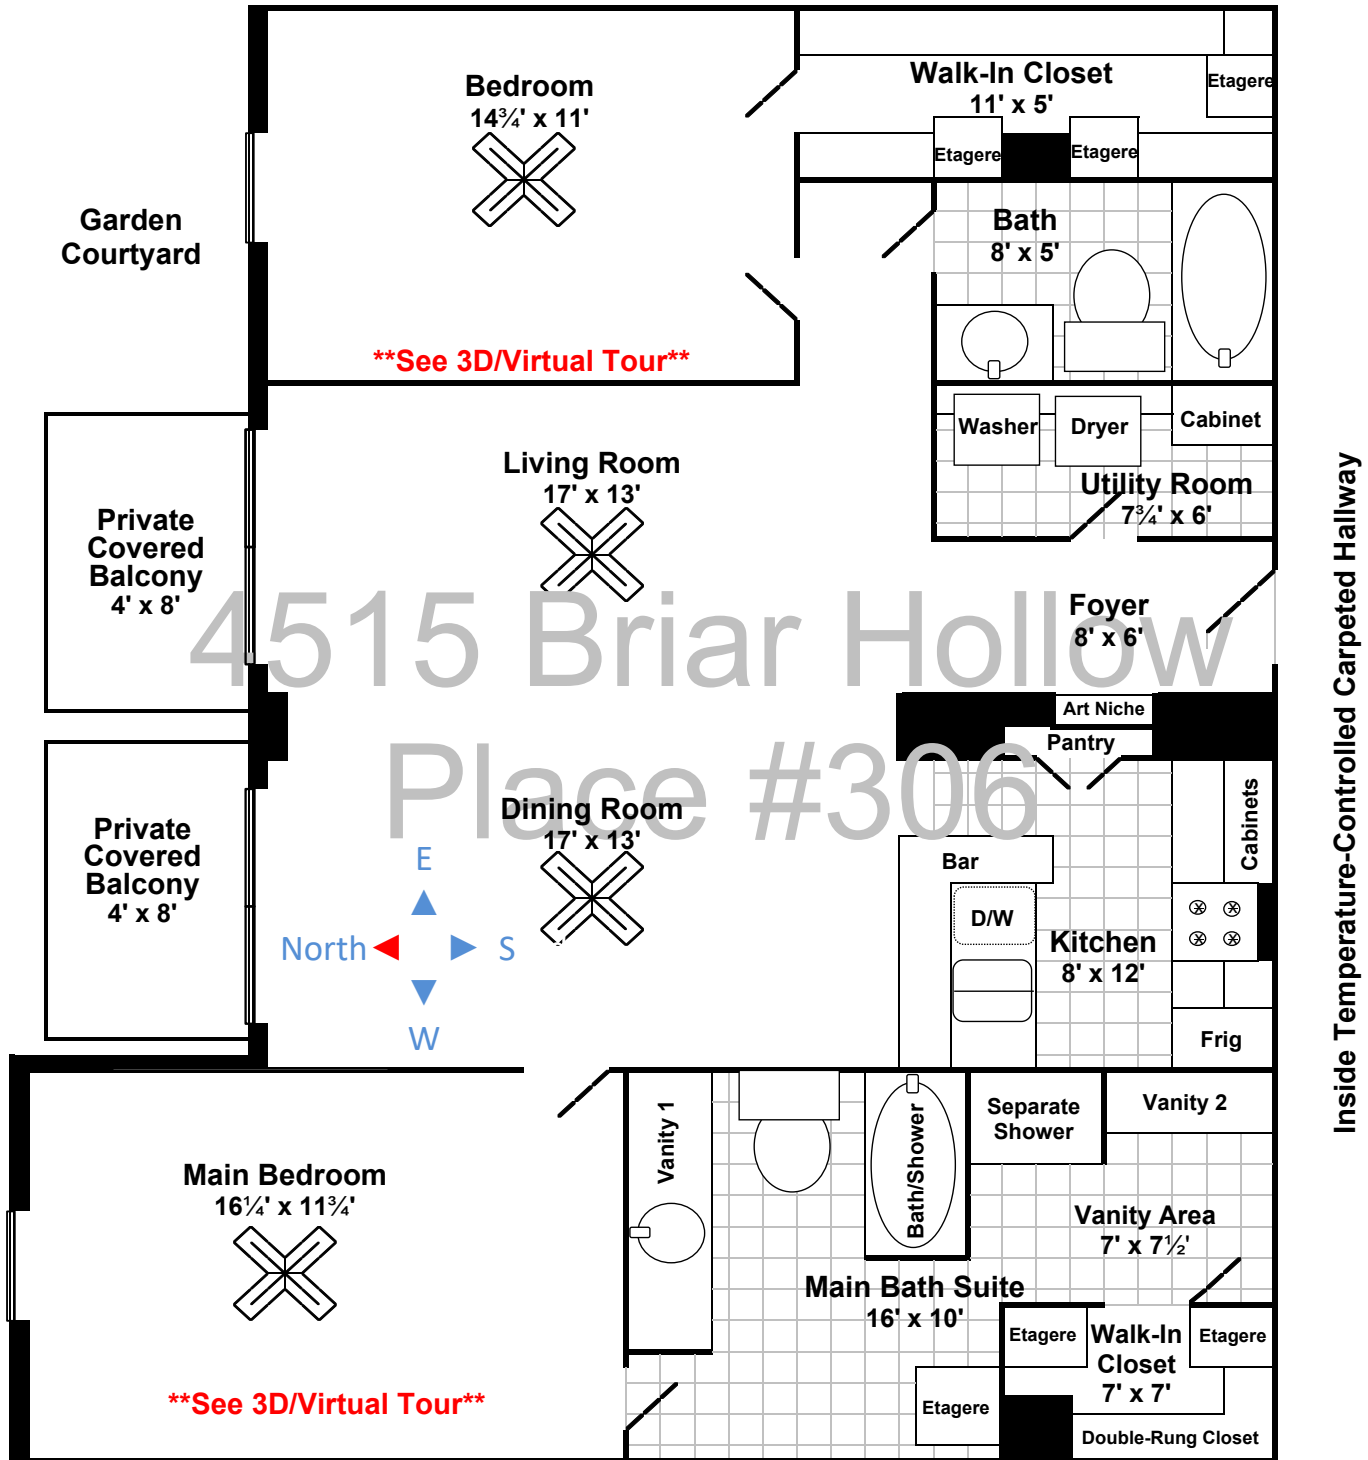 Bedroom
14¾' x 11'
Walk-In Closet
11' x 5'
Etagere
Etagere
Etagere
Garden
Courtyard
Bath
8' x 5'
**See 3D/Virtual Tour**
Washer
Dryer
Cabinet
Living Room
17' x 13'
Utility Room
7¾' x 6'
Private
Covered
Balcony
4' x 8'
Foyer
8' x 6'
4515 Briar Hollow
Place #306
Art Niche
Pantry
Inside Temperature-Controlled Carpeted Hallway
Dining Room
17' x 13'
Private
Covered
Balcony
4' x 8'
E
North
S
W
Bar
D/W
Kitchen
8' x 12'
Cabinets
Frig
Main Bedroom
16¼' x 11¾'
Vanity 1
Bath/Shower
Separate
Shower
Vanity 2
Vanity Area
7' x 7½'
Main Bath Suite
16' x 10'
Etagere
Walk-In
Closet
7' x 7'
Etagere
Etagere
Double-Rung Closet
**See 3D/Virtual Tour**